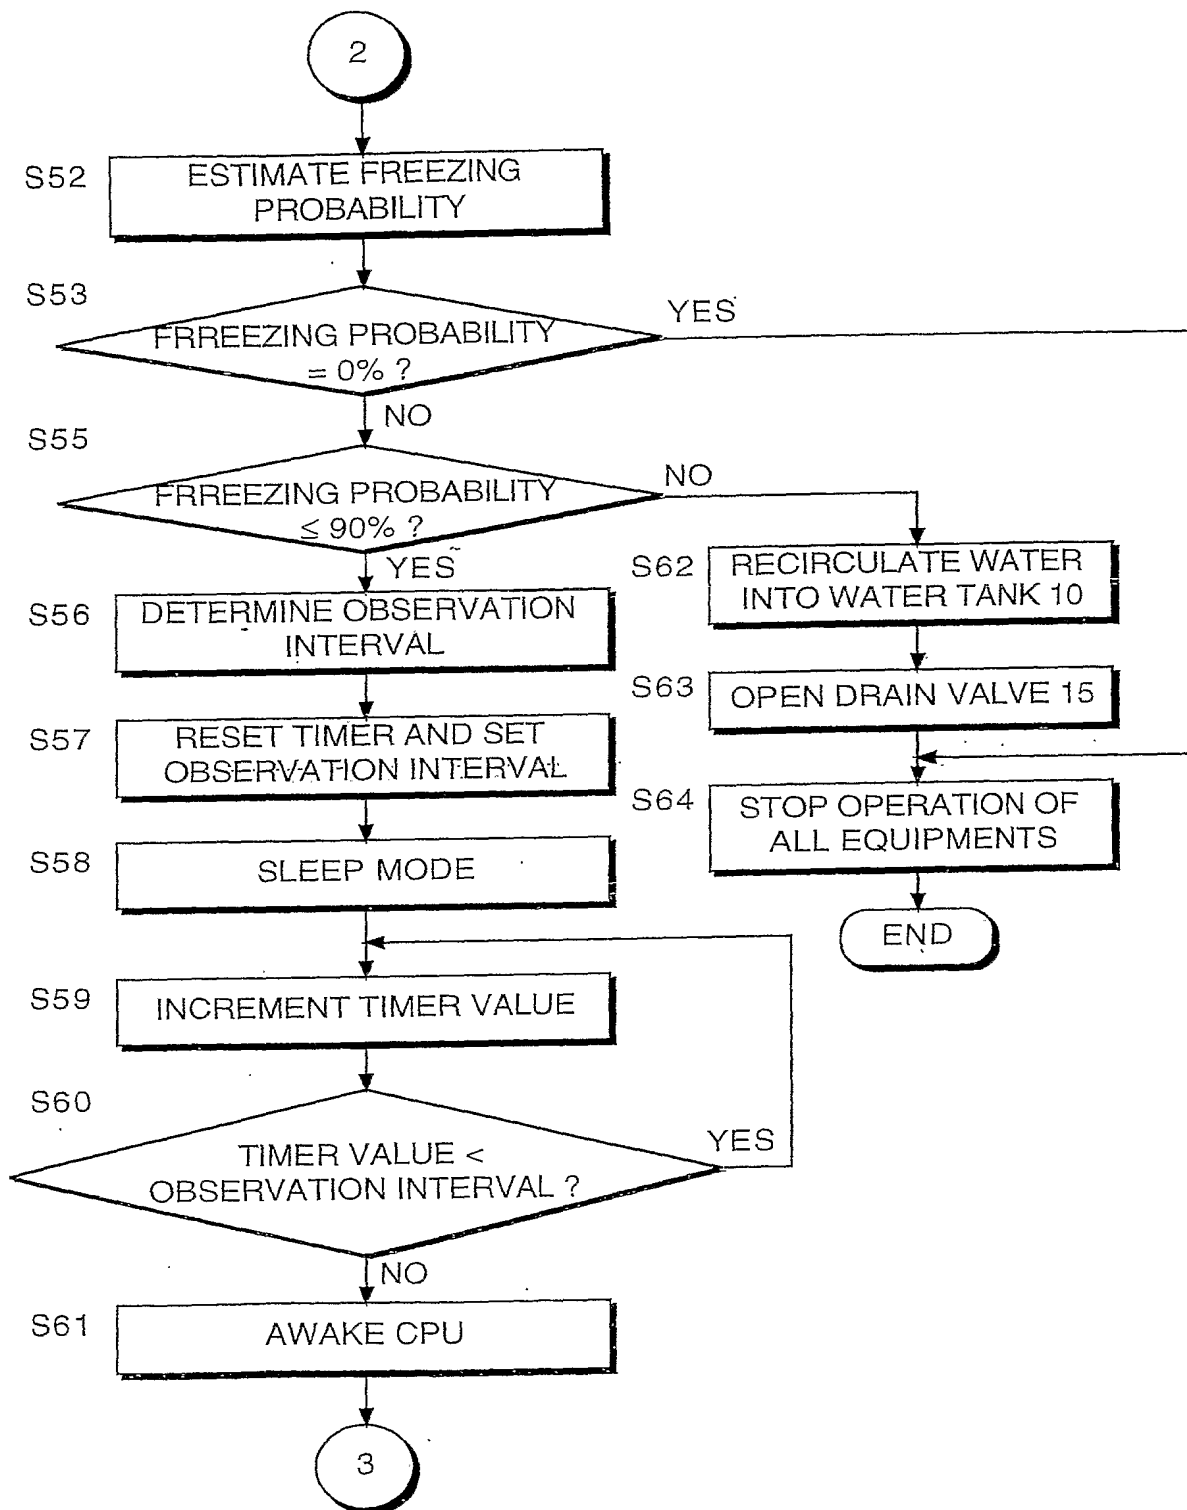 2
S52
ESTIMATE FREEZING
PROBABILITY
S53
FRREEZING PROBABILITY
= 0% ?
YES
NO
S55
FRREEZING PROBABILITY
≤ 90% ?
NO
YES
S56
DETERMINE OBSERVATION
INTERVAL
S57
RESET TIMER AND SET
OBSERVATION INTERVAL
S58
SLEEP MODE
S59
INCREMENT TIMER VALUE
S60
TIMER VALUE <
OBSERVATION INTERVAL ?
YES
NO
S61
AWAKE CPU
3
S62
RECIRCULATE WATER
INTO WATER TANK 10
S63
OPEN DRAIN VALVE 15
S64
STOP OPERATION OF
ALL EQUIPMENTS
END